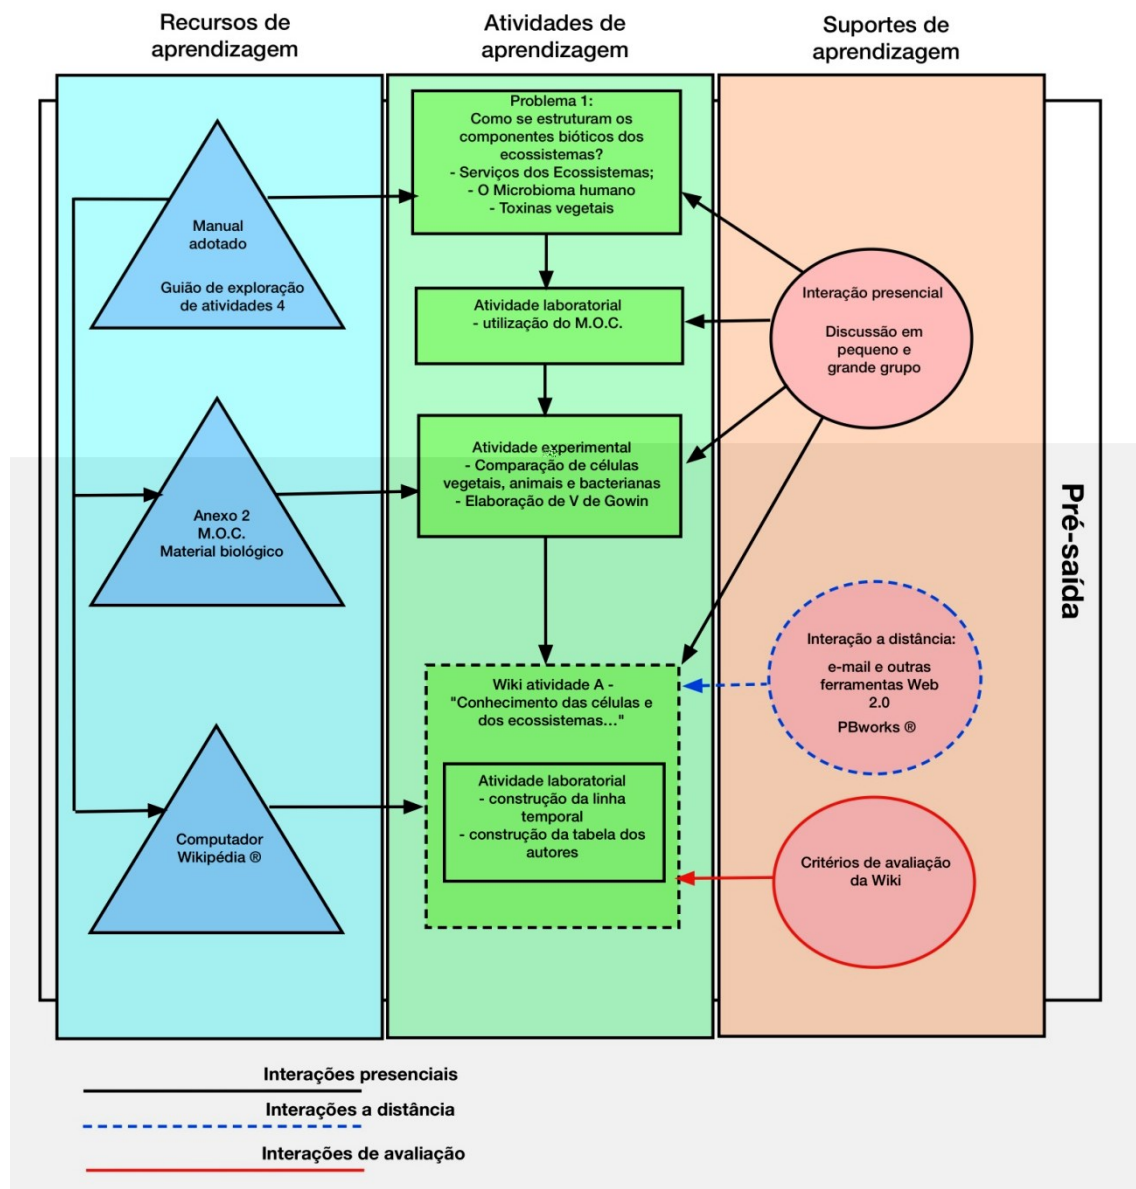 Recursos de
aprendizagem
Atividades de
aprendizagem
Suportes de
aprendizagem
Manual
adotado
Guião de exploração
de atividades 4
Anexo 2
M.O.C.
Material biológico
Computador
Wikipédia ®
Problema 1:
Como se estruturam os
componentes bióticos dos
ecossistemas?
- Serviços dos Ecossistemas;
- O Microbioma humano
- Toxinas vegetais
Atividade laboratorial
- utilização do M.O.C.
Atividade experimental
- Comparação de células
vegetais, animais e bacterianas
- Elaboração de V de Gowin
Wiki atividade A -
"Conhecimento das células e
dos ecossistemas..."
Atividade laboratorial
- construção da linha
temporal
- construção da tabela dos
autores
Interação presencial
Discussão em
pequeno e
grande grupo
Interação a distância:
e-mail e outras
ferramentas Web
2.0
PBworks ®
Critérios de avaliação
da Wiki
Pré-saída
Interações presenciais
Interações a distância
Interações de avaliação